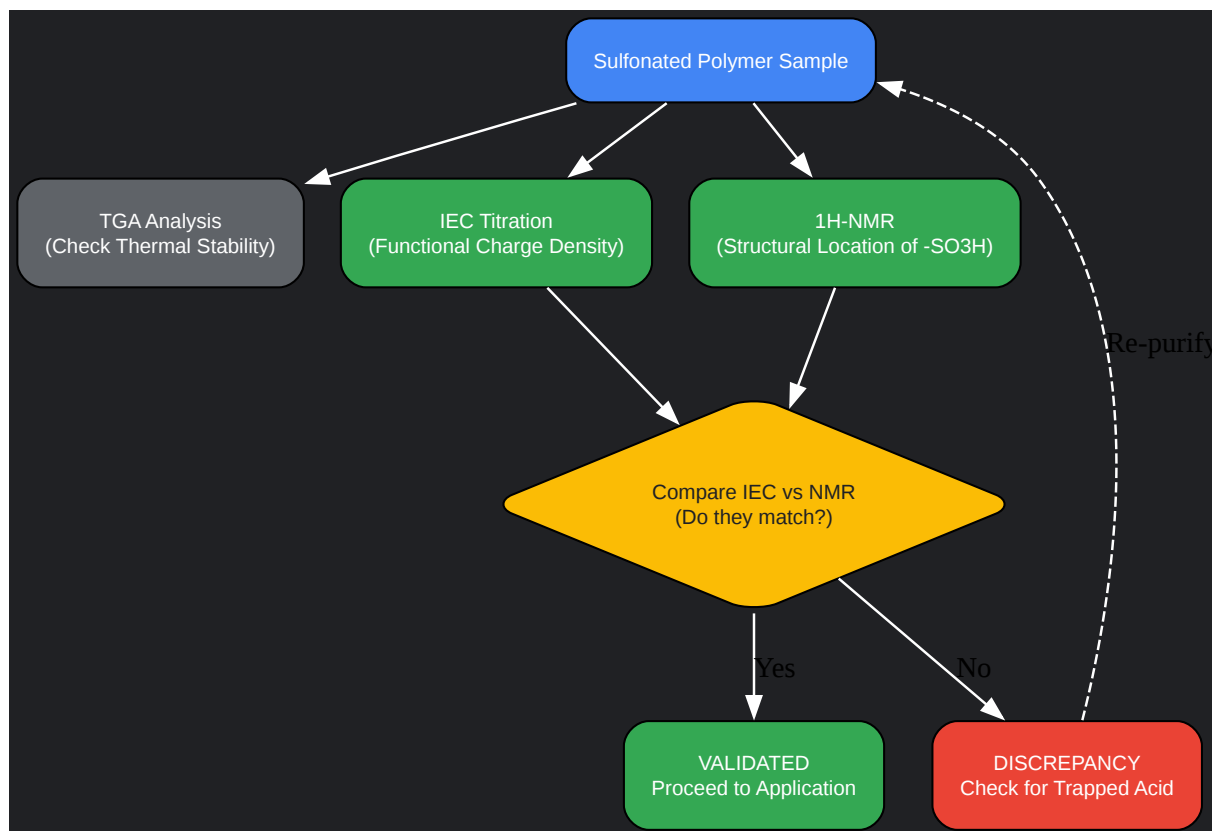 Sulfonated Polymer Sample
TGA Analysis
(Check Thermal Stability)
IEC Titration
(Functional Charge Density)
1H-NMR
(Structural Location of -SO3H)
Re-purify
Compare IEC vs NMR
(Do they match?)
Yes
No
VALIDATED
Proceed to Application
DISCREPANCY
Check for Trapped Acid